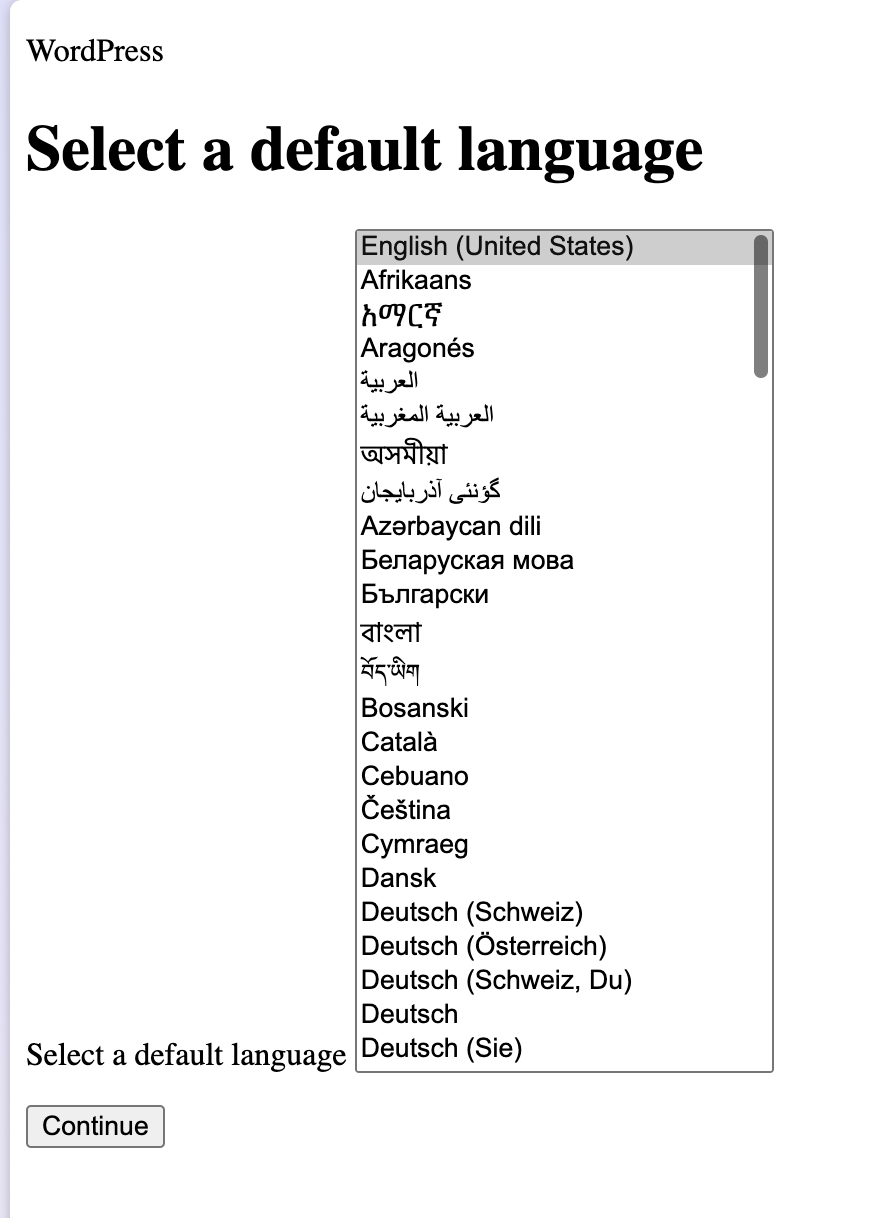 WordPress
Select a default language
English (United States)
Afrikaans
አማርኛ
Aragonés
العربية
العربية المغربية
অসমীয়া
گؤنئی آذربایجان
Azərbaycan dili
Беларуская мова
Български
বাংলা
བོད་ཡིག
Bosanski
Català
Cebuano
Čeština
Cymraeg
Dansk
Deutsch (Schweiz)
Deutsch (Österreich)
Deutsch (Schweiz, Du)
Deutsch
Deutsch (Sie)
Select a default language
Continue